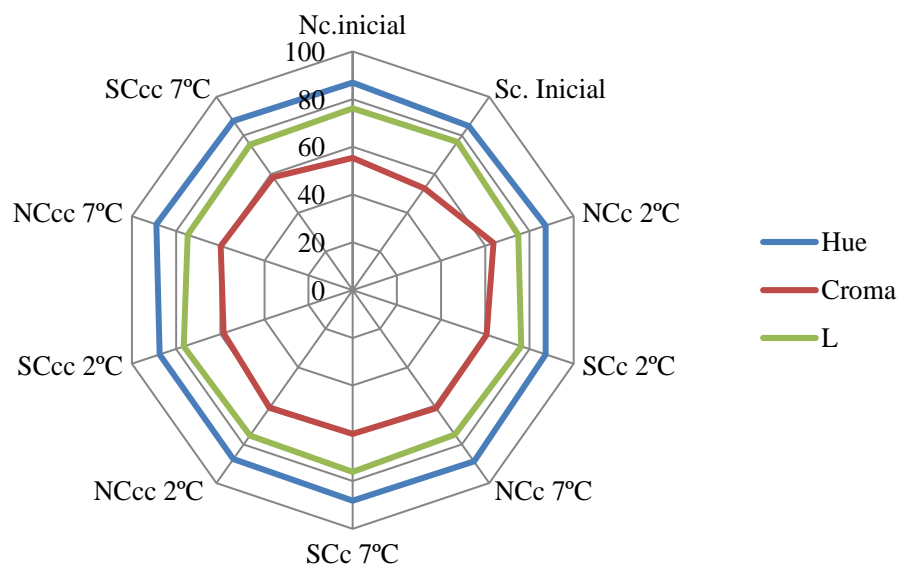 Nc.inicial
Sc. Inicial
NCc 2ºC
SCc 2ºC
NCc 7ºC
SCc 7ºC
NCcc 2ºC
SCcc 2ºC
NCcc 7ºC
SCcc 7ºC
100
80
60
40
20
0
Hue
Croma
L